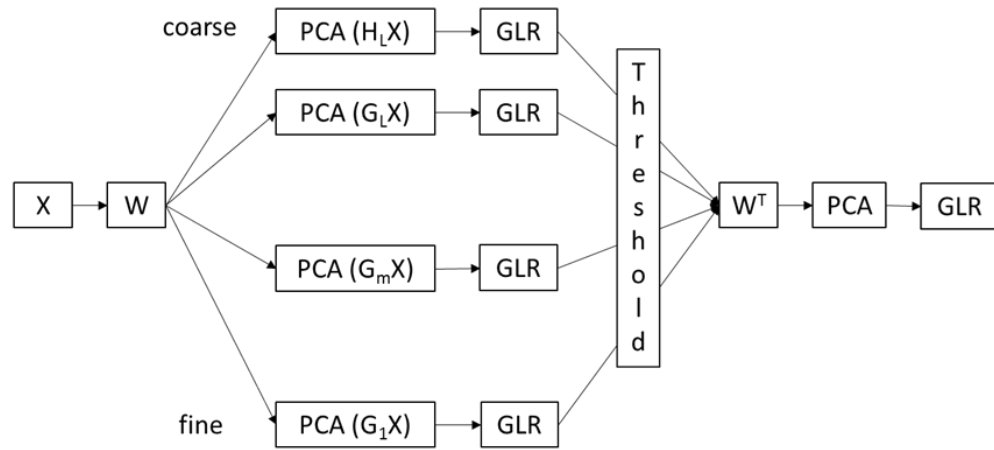 coarse
PCA (H_LX)
GLR
PCA (G_LX)
GLR
X
W
PCA (G_mX)
GLR
PCA (G_1X)
GLR
fine
Threshold
W^T
PCA
GLR